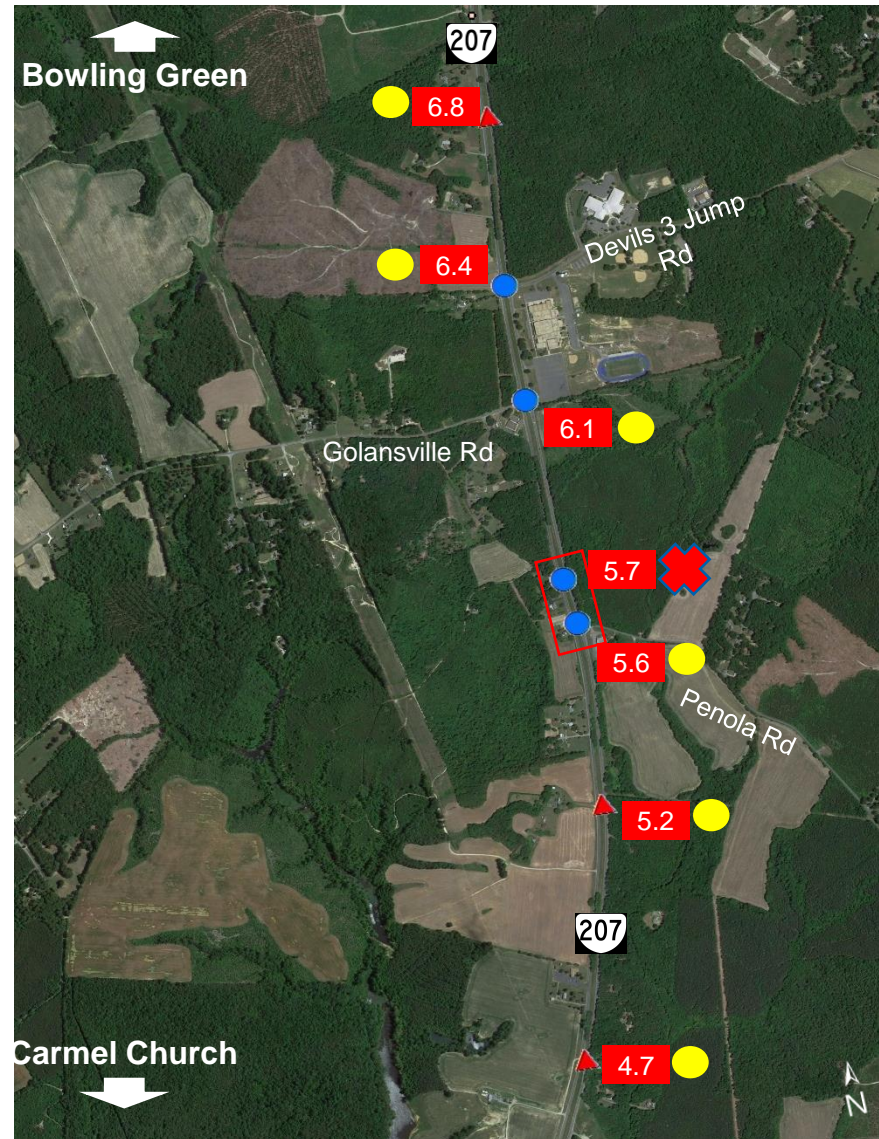 207
Bowling Green
6.8
Devils 3 Jump
Rd
6.4
6.1
Golansville Rd
5.7
5.6
Penola Rd
5.2
207
Carmel Church
4.7
N